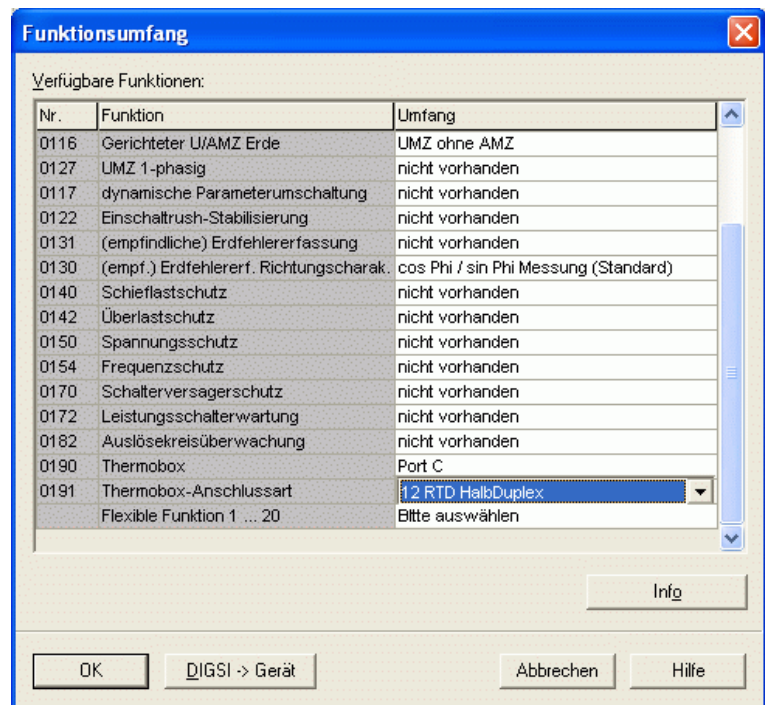 Funktionsumfang
Verfügbare Funktionen:
Nr. Funktion Umfang
0116 Gerichteter U/AMZ Erde UMZ ohne AMZ
0127 UMZ 1-phasig nicht vorhanden
0117 dynamische Parameterumschaltung nicht vorhanden
0122 Einschaltrush-Stabilisierung nicht vorhanden
0131 (empfindliche) Erdfehlererfassung nicht vorhanden
0130 (empf.) Erdfehlererf. Richtungscharak. cos Phi / sin Phi Messung (Standard)
0140 Schieflastschutz nicht vorhanden
0142 Überlastschutz nicht vorhanden
0150 Spannungsschutz nicht vorhanden
0154 Frequenzschutz nicht vorhanden
0170 Schalterversagerschutz nicht vorhanden
0172 Leistungsschalterwartung nicht vorhanden
0182 Auslösekreisüberwachung nicht vorhanden
0190 Thermobox Port C
0191 Thermobox-Anschlussart 12 RTD HalbDuplex
Flexible Funktion 1 ... 20 Bitte auswählen
Info
OK DIGSI -> Gerät Abbrechen Hilfe